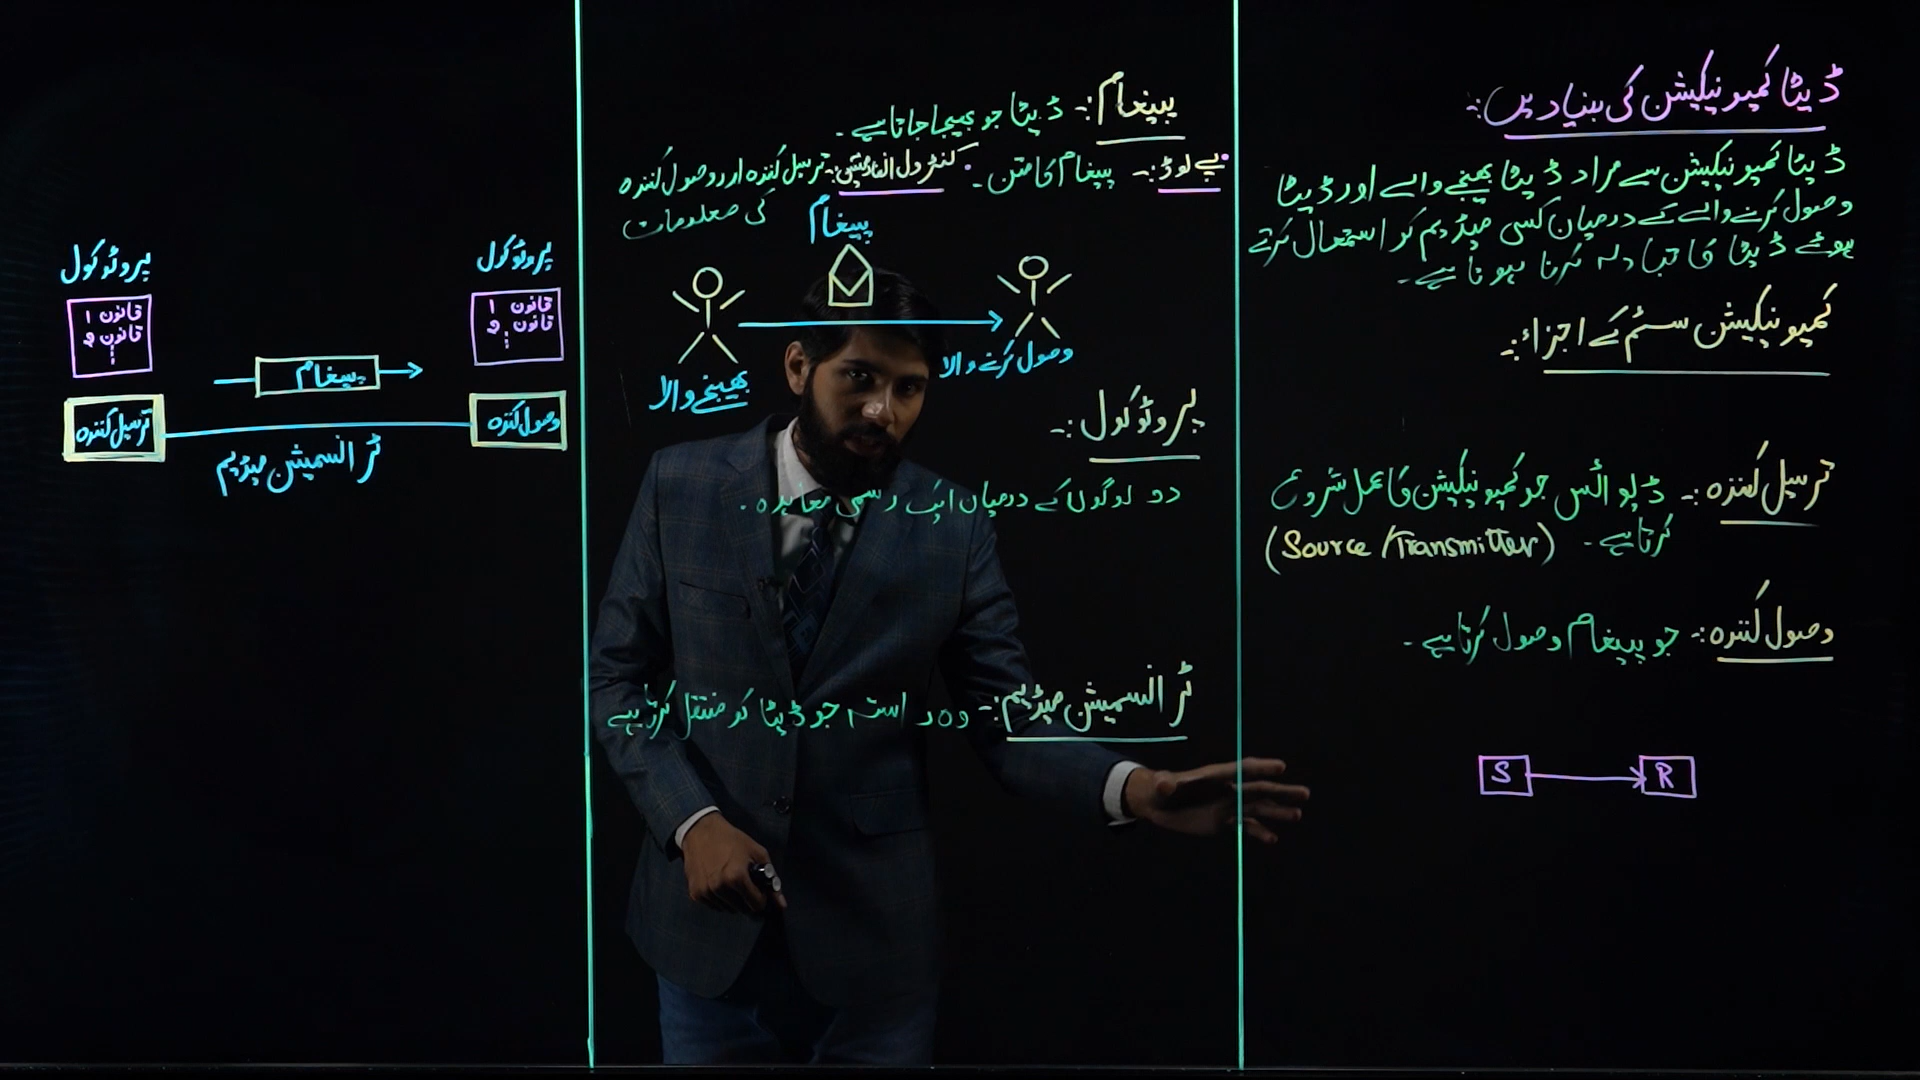 ڈیٹا کمیونیکیشن کی بنیادیں:-
ڈیٹا کمیونیکیشن سے مراد ڈیٹا بھیجنے والے اور ڈیٹا
وصول کرنے والے کے درمیان کسی میڈیم کو استعمال کرتے
ہوئے ڈیٹا کا تبادلہ کرنا ہوتا ہے۔
کمیونیکیشن سسٹم کے اجزاء:-
ترسیل کنندہ:- ڈیوائس جو کمیونیکیشن کا عمل شروع
کرتا ہے۔ (Source/Transmitter)
وصول کنندہ:- جو پیغام وصول کرتا ہے۔
S R
پیغام:- ڈیٹا جو بھیجا جاتا ہے۔
• پے لوڈ:- پیغام کا متن۔ • کنٹرول انفارمیشن:- ترسیل کنندہ اور وصول کنندہ
کی معلومات
پیغام
بھیجنے والا
وصول کرنے والا
پروٹوکول:-
دو لوگوں کے درمیان ایک رسمی معاہدہ۔
ٹرانسمیشن میڈیم:- وہ راستہ جو ڈیٹا کو منتقل کرتا ہے
پروٹوکول
قانون ۱
قانون ۲
پروٹوکول
قانون ۱
قانون ۲
پیغام
وصول کنندہ
ترسیل کنندہ
ٹرانسمیشن میڈیم